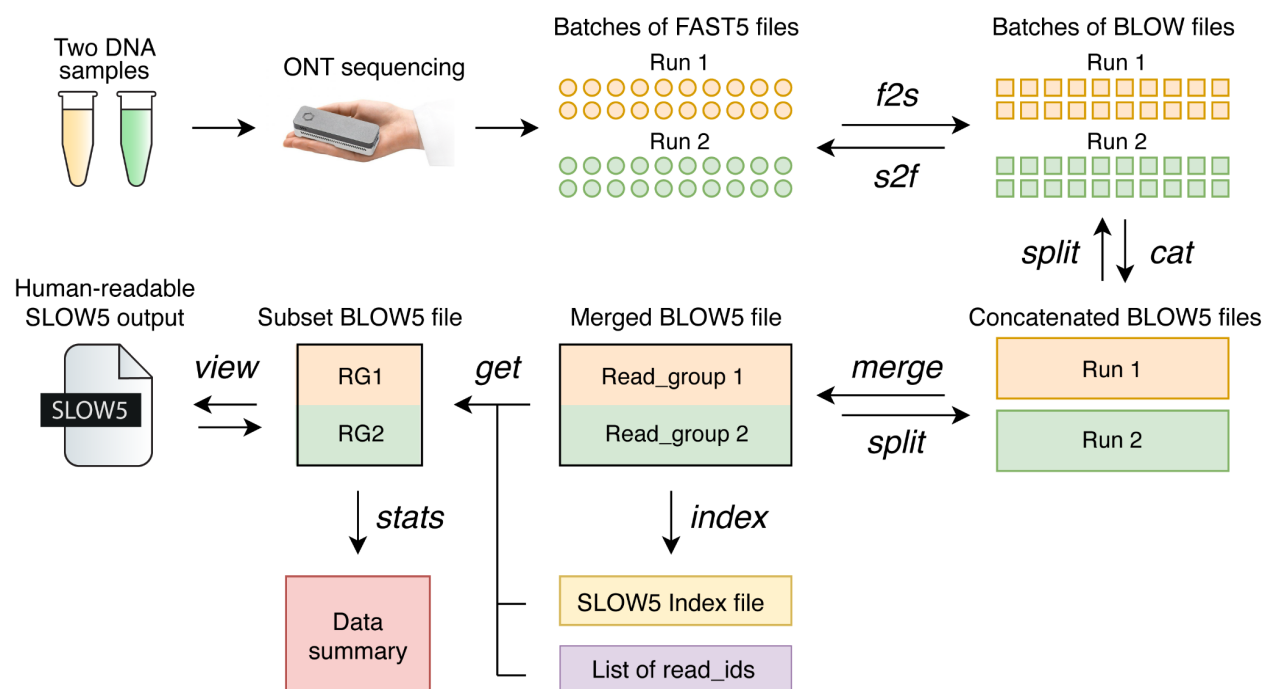 Two DNA
samples
ONT sequencing
Batches of FAST5 files
Run 1
Run 2
f2s
s2f
Batches of BLOW files
Run 1
Run 2
split
cat
Human-readable
SLOW5 output
SLOW5
view
Subset BLOW5 file
RG1
RG2
get
Merged BLOW5 file
Read_group 1
Read_group 2
merge
split
Concatenated BLOW5 files
Run 1
Run 2
stats
index
Data
summary
SLOW5 Index file
List of read_ids